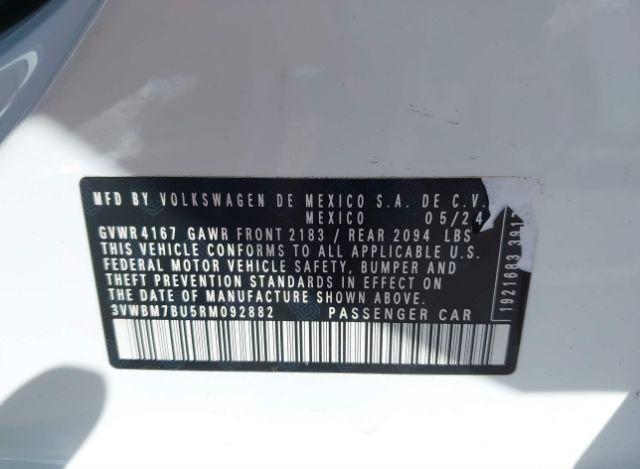 MFD BY VOLKSWAGEN DE MEXICO S.A. DE C.V.
MEXICO 05/24
GVWR 4167 GAWR FRONT 2183 / REAR 2094 LBS
THIS VEHICLE CONFORMS TO ALL APPLICABLE U.S.
FEDERAL MOTOR VEHICLE SAFETY, BUMPER AND
THEFT PREVENTION STANDARDS IN EFFECT ON
THE DATE OF MANUFACTURE SHOWN ABOVE.
3VWBM7BU5RM092882 PASSENGER CAR
1921683